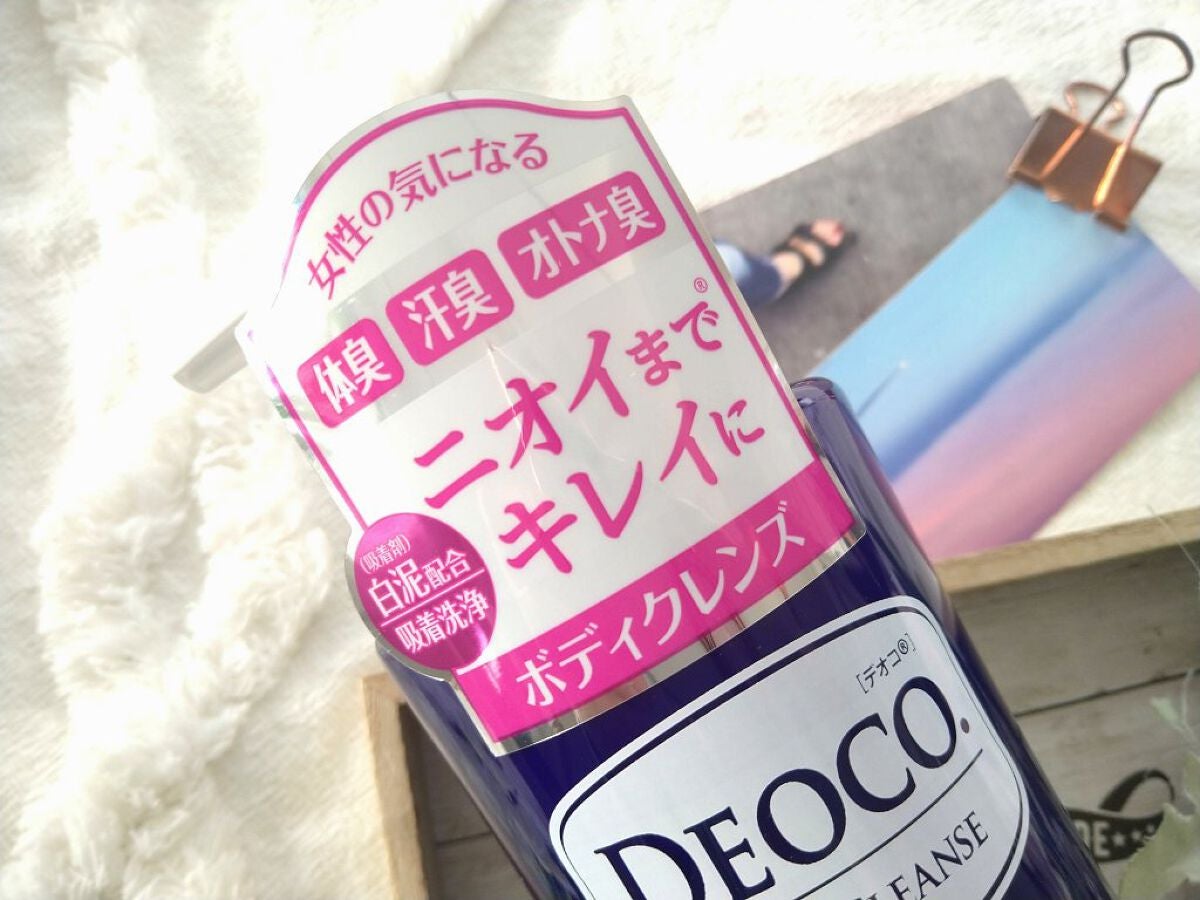 女性の気になる
体臭 汗臭 オトナ臭
ニオイまで®
キレイに
(吸着剤)
白泥配合
吸着洗浄
ボディクレンズ
[デオコ®]
DEOCO.
CLEANSE